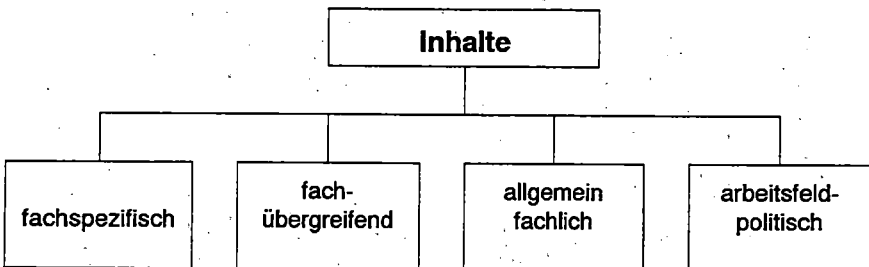 Inhalte
fachspezifisch
fach-
übergreifend
allgemein
fachlich
arbeitsfeld-
politisch